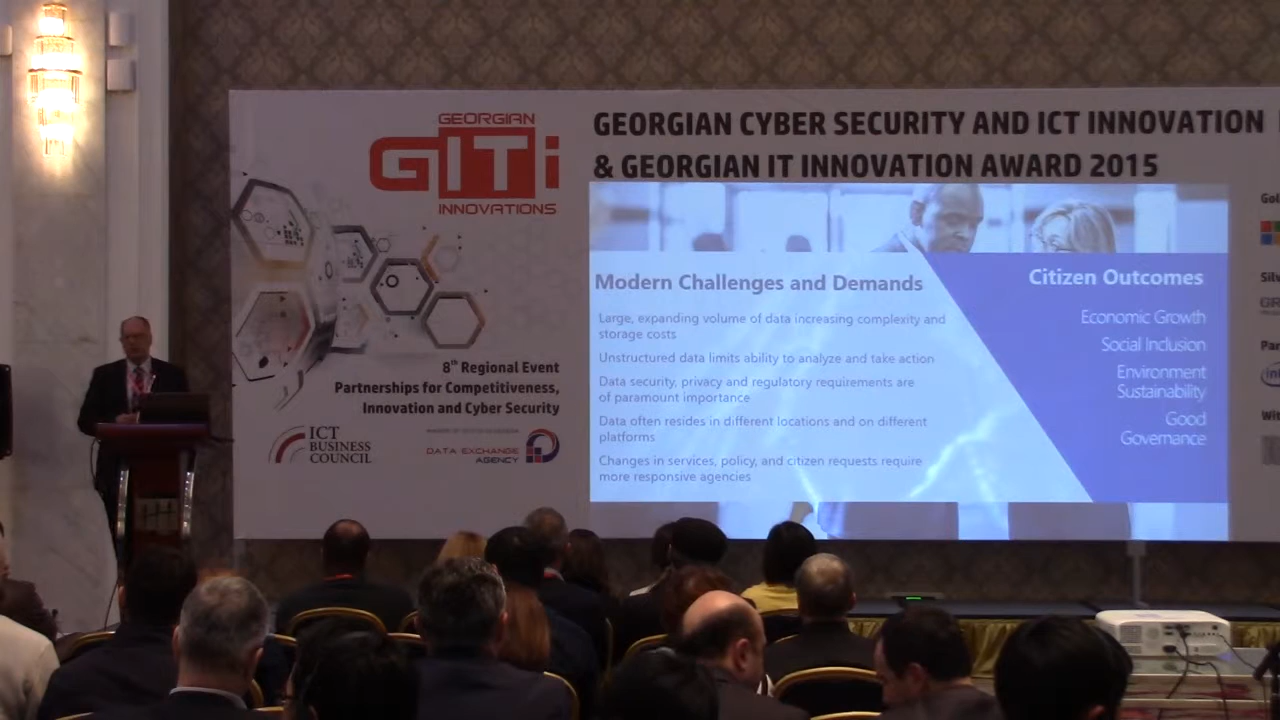 GEORGIAN
GITi
INNOVATIONS
GEORGIAN CYBER SECURITY AND ICT INNOVATION
& GEORGIAN IT INNOVATION AWARD 2015
8th Regional Event
Partnerships for Competitiveness,
Innovation and Cyber Security
ICT
BUSINESS
COUNCIL
DATA EXCHANGE
AGENCY
Modern Challenges and Demands
Large, expanding volume of data increasing complexity and
storage costs
Unstructured data limits ability to analyze and take action
Data security, privacy and regulatory requirements are
of paramount importance
Data often resides in different locations and on different
platforms
Changes in services, policy, and citizen requests require
more responsive agencies
Citizen Outcomes
Economic Growth
Social Inclusion
Environment
Sustainability
Good
Governance